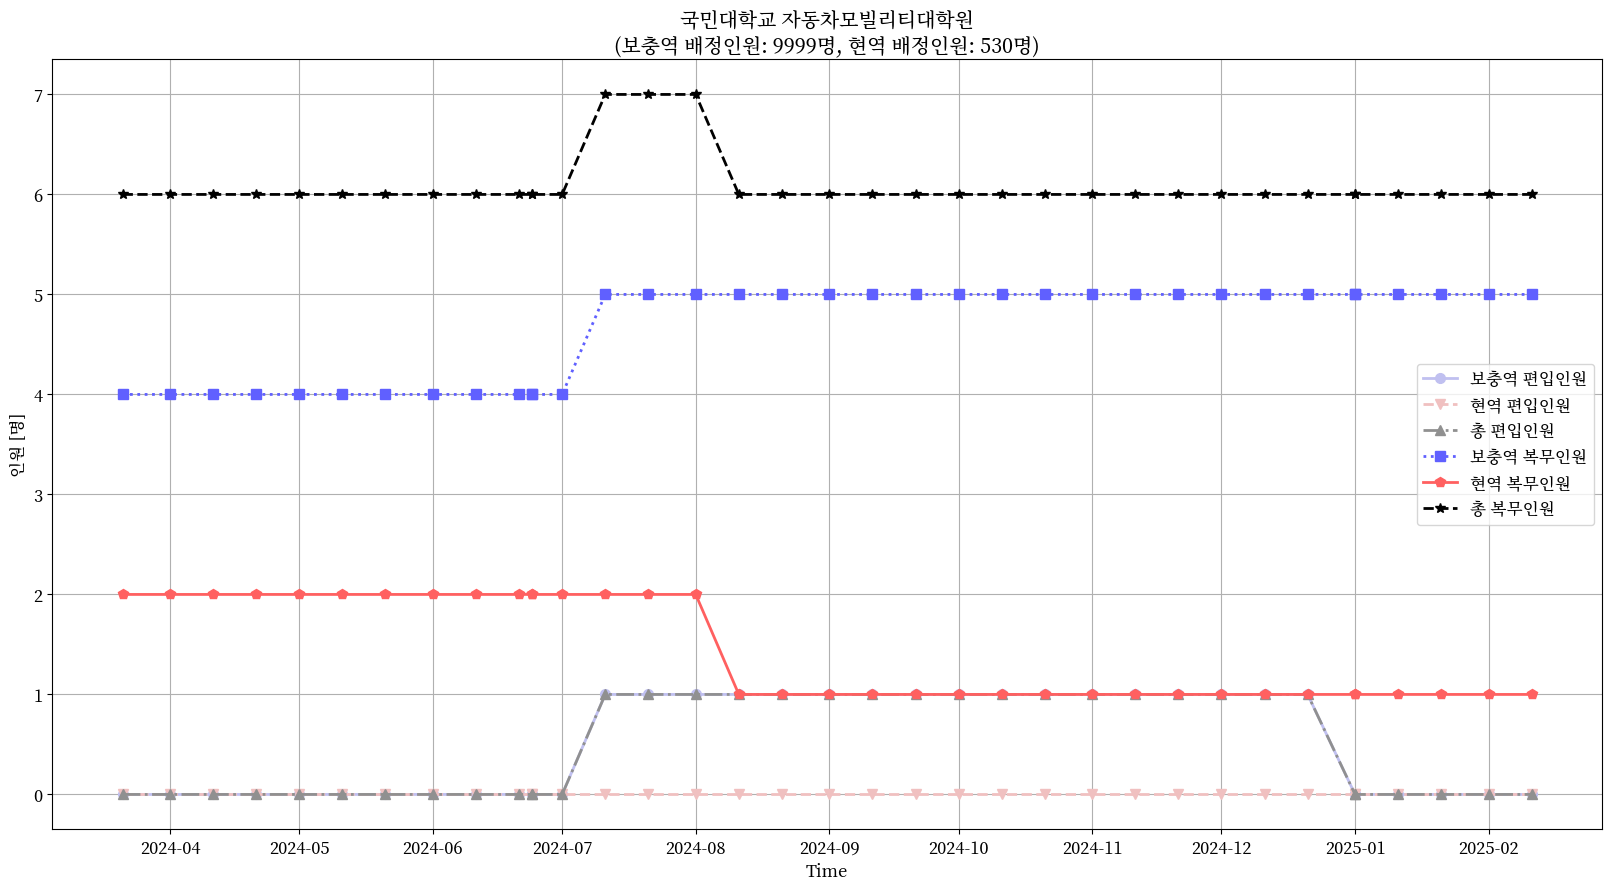 국민대학교 자동차모빌리티대학원
(보충역 배정인원: 9999명, 현역 배정인원: 530명)
인원 [명]
7
6
5
4
3
2
1
0
보충역 편입인원
현역 편입인원
총 편입인원
보충역 복무인원
현역 복무인원
총 복무인원
2024-04
2024-05
2024-06
2024-07
2024-08
2024-09
2024-10
2024-11
2024-12
2025-01
2025-02
Time